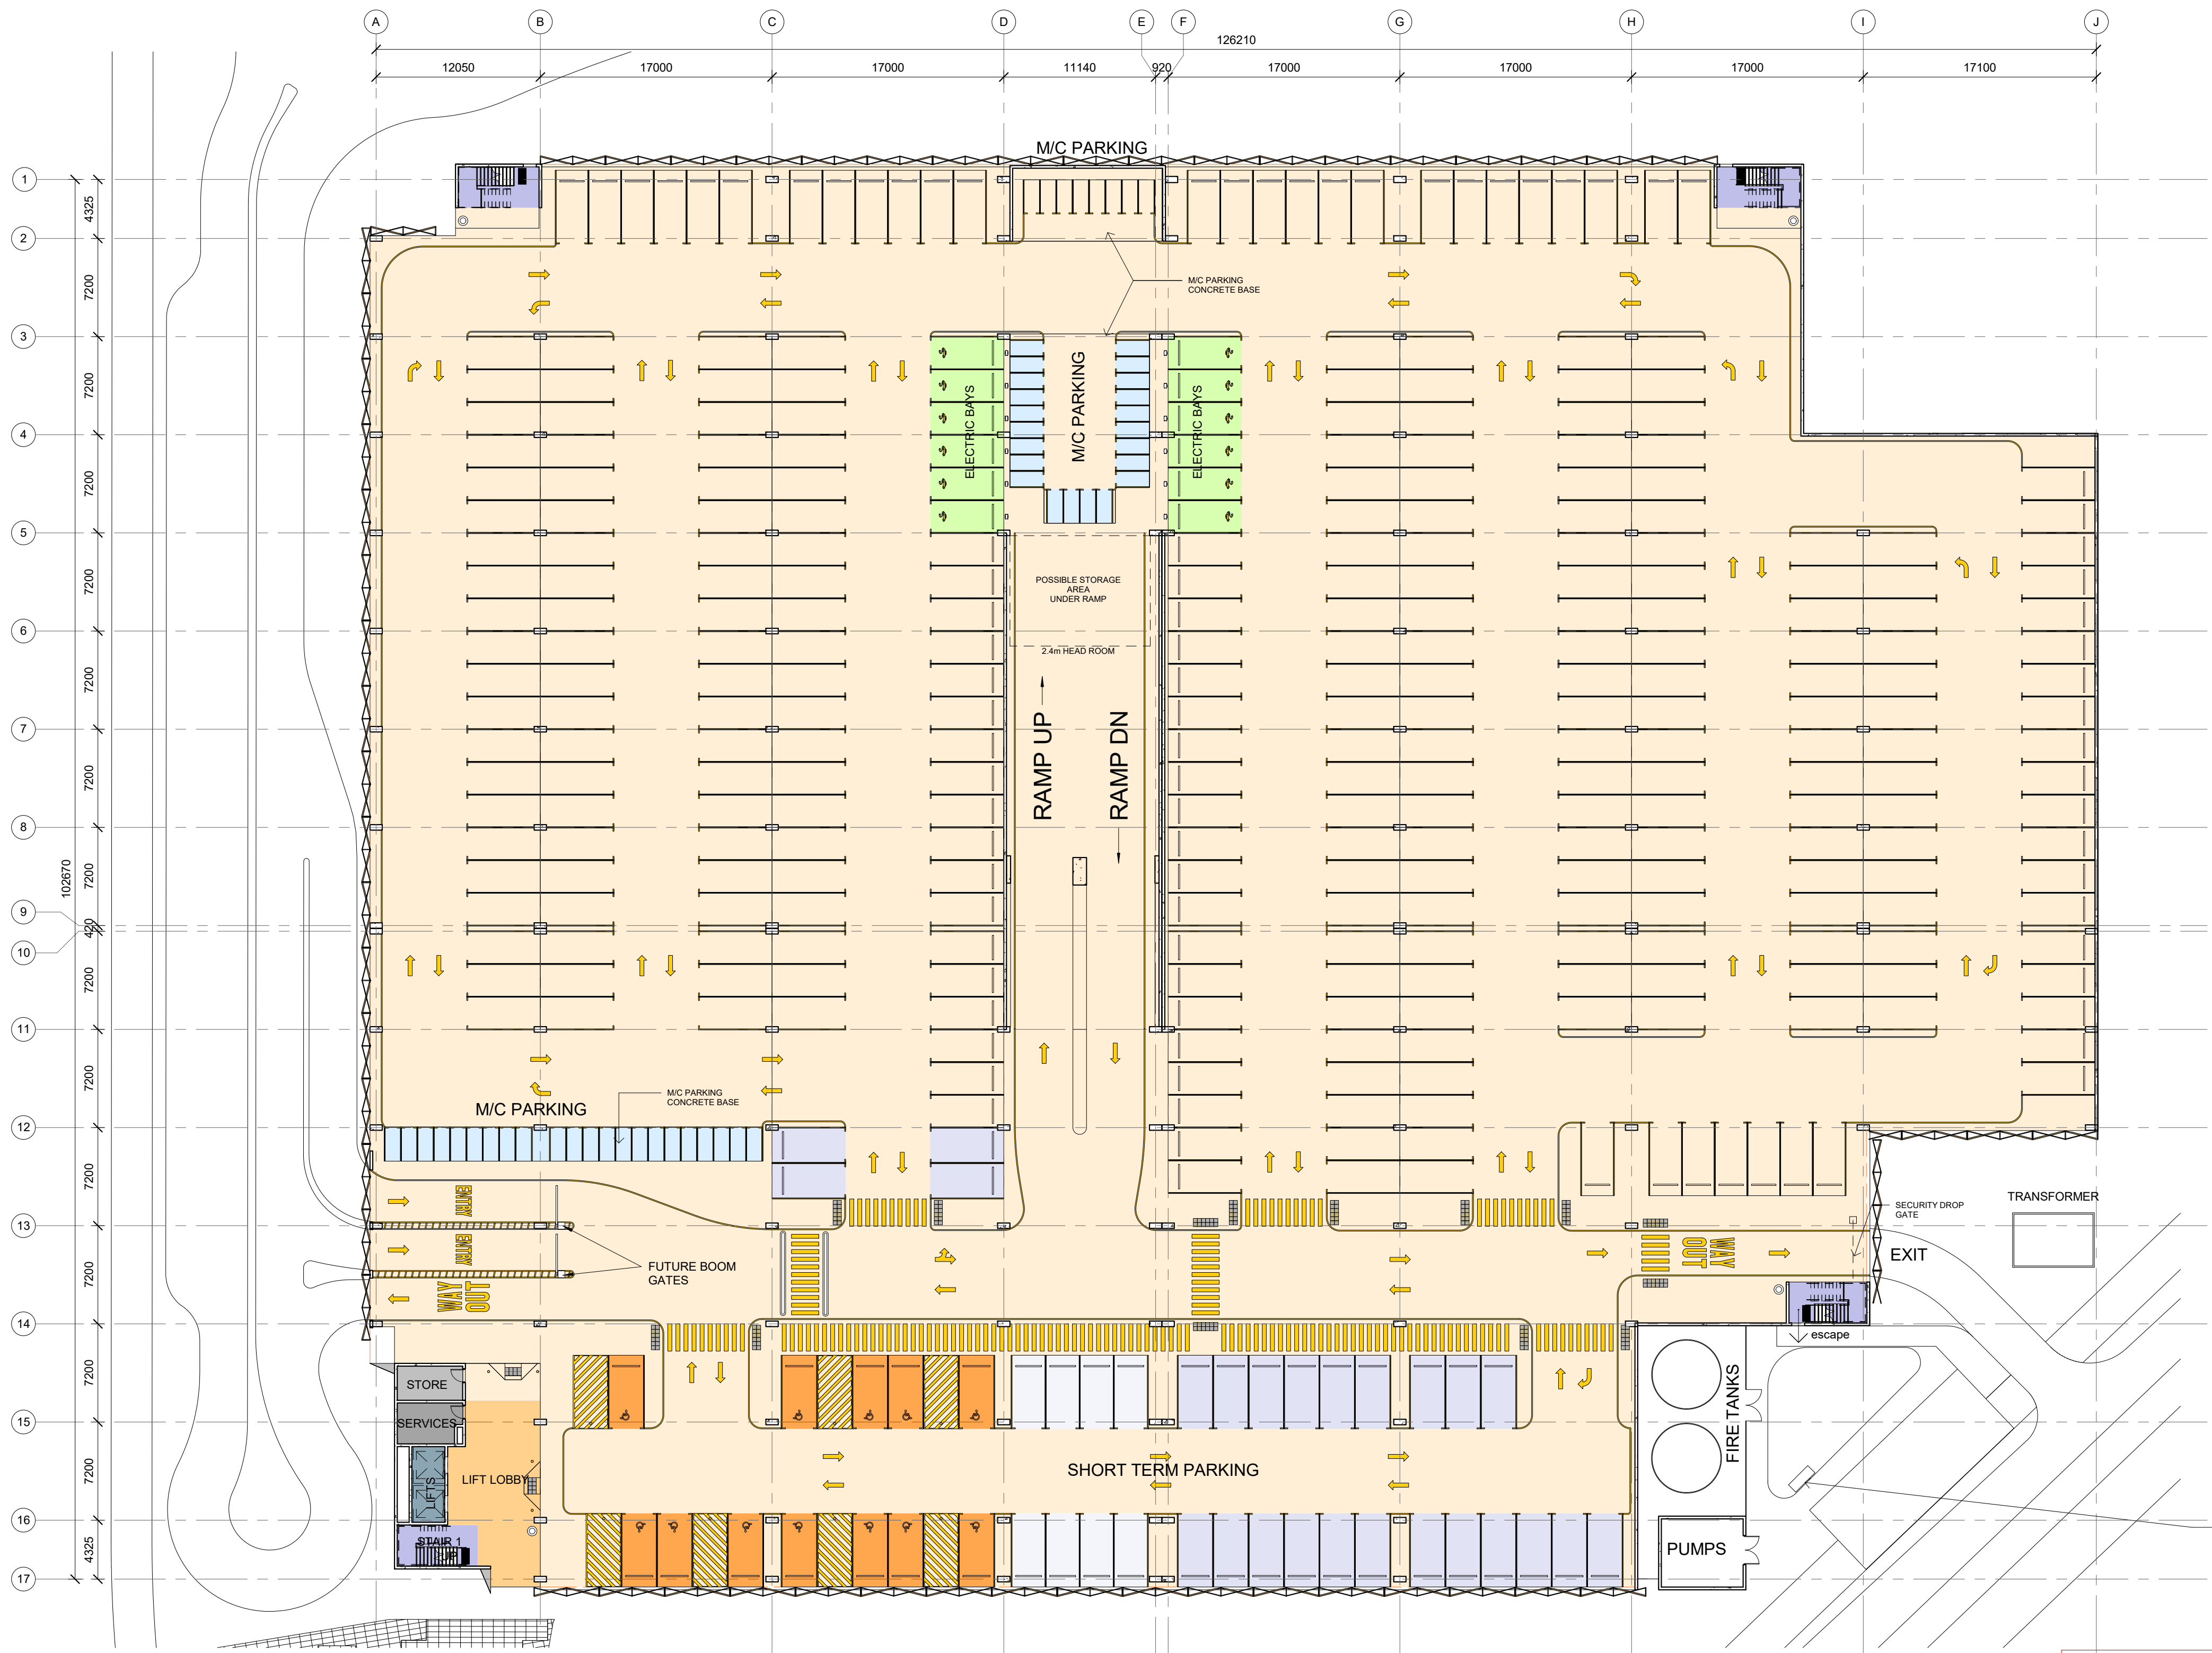 A
B
C
D
E
F
G
H
I
J
126210
12050
17000
17000
11140
920
17000
17000
17000
17100
M/C PARKING
1
4325
2
7200
M/C PARKING
CONCRETE BASE
3
7200
ELECTRIC BAYS
M/C PARKING
ELECTRIC BAYS
4
7200
5
7200
POSSIBLE STORAGE
AREA
UNDER RAMP
6
2.4m HEAD ROOM
7200
RAMP UP
RAMP DN
7
7200
8
102670
7200
9
420
10
7200
11
7200
M/C PARKING
CONCRETE BASE
M/C PARKING
12
7200
ENTRY
SECURITY DROP
GATE
TRANSFORMER
13
ENTRY
WAY
OUT
EXIT
7200
FUTURE BOOM
GATES
WAY
OUT
14
escape
7200
STORE
FIRE TANKS
15
SERVICES
7200
LIFTS
LIFT LOBBY
SHORT TERM PARKING
16
4325
STAIR 1
UP
PUMPS
17